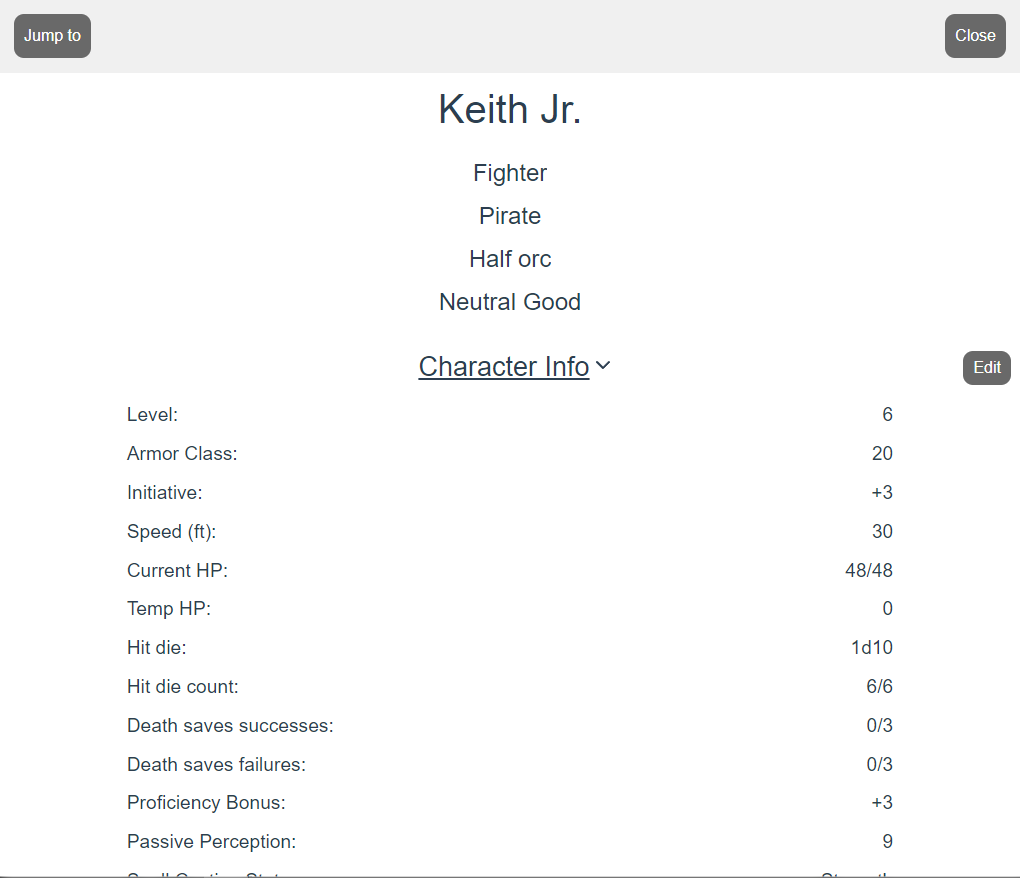 Jump to
Close
Keith Jr.
Fighter
Pirate
Half orc
Neutral Good
Character Info
Edit
Level: 6
Armor Class: 20
Initiative: +3
Speed (ft): 30
Current HP: 48/48
Temp HP: 0
Hit die: 1d10
Hit die count: 6/6
Death saves successes: 0/3
Death saves failures: 0/3
Proficiency Bonus: +3
Passive Perception: 9